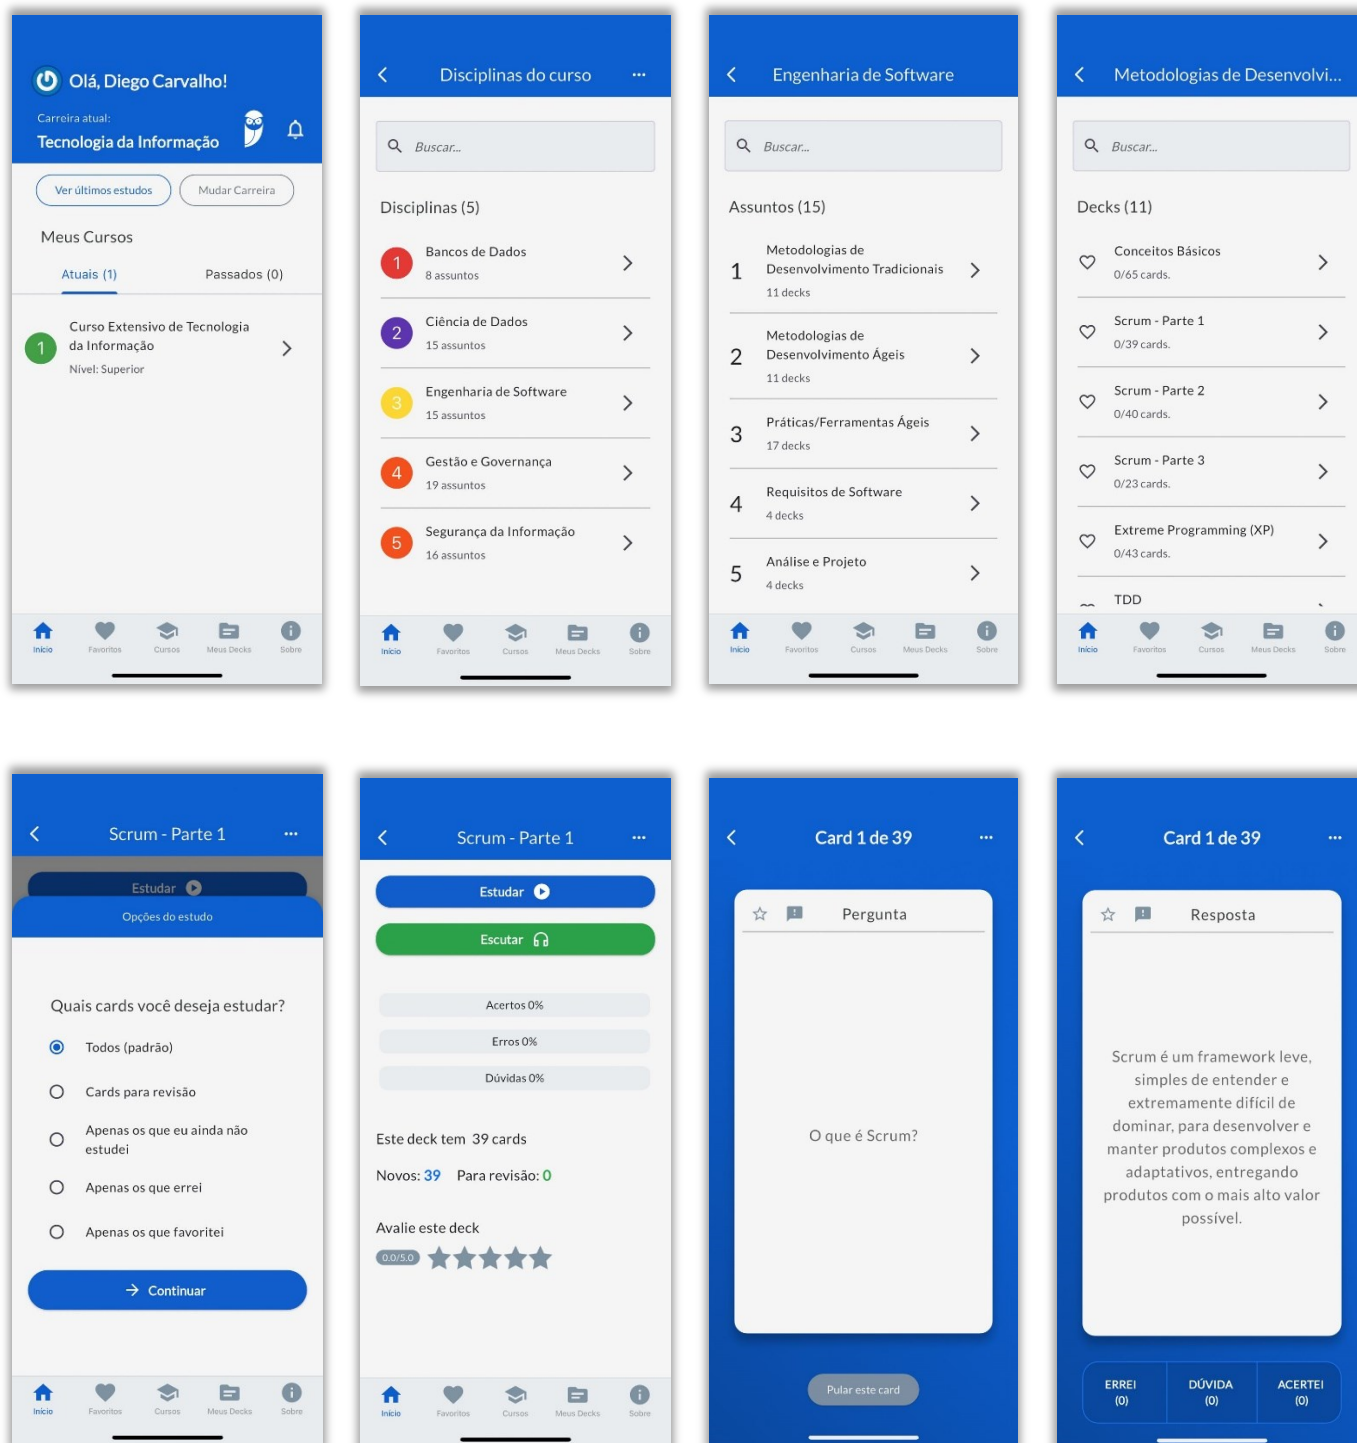 Olá, Diego Carvalho!
Carreira atual:
Tecnologia da Informação
Ver últimos estudos
Mudar Carreira
Meus Cursos
Atuais (1)
Passados (0)
1
Curso Extensivo de Tecnologia
da Informação
Nível: Superior
Início
Favoritos
Cursos
Meus Decks
Sobre
Disciplinas do curso
Buscar...
Disciplinas (5)
1
Bancos de Dados
8 assuntos
2
Ciência de Dados
15 assuntos
3
Engenharia de Software
15 assuntos
4
Gestão e Governança
19 assuntos
5
Segurança da Informação
16 assuntos
Início
Favoritos
Cursos
Meus Decks
Sobre
Engenharia de Software
Buscar...
Assuntos (15)
1
Metodologias de
Desenvolvimento Tradicionais
11 decks
2
Metodologias de
Desenvolvimento Ágeis
11 decks
3
Práticas/Ferramentas Ágeis
17 decks
4
Requisitos de Software
4 decks
5
Análise e Projeto
4 decks
Início
Favoritos
Cursos
Meus Decks
Sobre
Metodologias de Desenvolvi...
Buscar...
Decks (11)
Conceitos Básicos
0/65 cards.
Scrum - Parte 1
0/39 cards.
Scrum - Parte 2
0/40 cards.
Scrum - Parte 3
0/23 cards.
Extreme Programming (XP)
0/43 cards.
TDD
Início
Favoritos
Cursos
Meus Decks
Sobre
Scrum - Parte 1
Estudar
Opções do estudo
Quais cards você deseja estudar?
Todos (padrão)
Cards para revisão
Apenas os que eu ainda não
estudei
Apenas os que errei
Apenas os que favoritei
→ Continuar
Início
Favoritos
Cursos
Meus Decks
Sobre
Scrum - Parte 1
Estudar
Escutar
Acertos 0%
Erros 0%
Dúvidas 0%
Este deck tem 39 cards
Novos: 39 Para revisão: 0
Avalie este deck
0.0/5.0
Início
Favoritos
Cursos
Meus Decks
Sobre
Card 1 de 39
Pergunta
O que é Scrum?
Pular este card
Card 1 de 39
Resposta
Scrum é um framework leve,
simples de entender e
extremamente difícil de
dominar, para desenvolver e
manter produtos complexos e
adaptativos, entregando
produtos com o mais alto valor
possível.
ERREI
(0)
DÚVIDA
(0)
ACERTEI
(0)